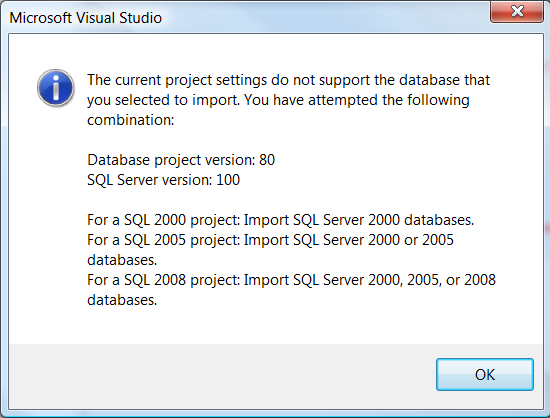 Microsoft Visual Studio
The current project settings do not support the database that
you selected to import. You have attempted the following
combination:
Database project version: 80
SQL Server version: 100
For a SQL 2000 project: Import SQL Server 2000 databases.
For a SQL 2005 project: Import SQL Server 2000 or 2005
databases.
For a SQL 2008 project: Import SQL Server 2000, 2005, or 2008
databases.
OK